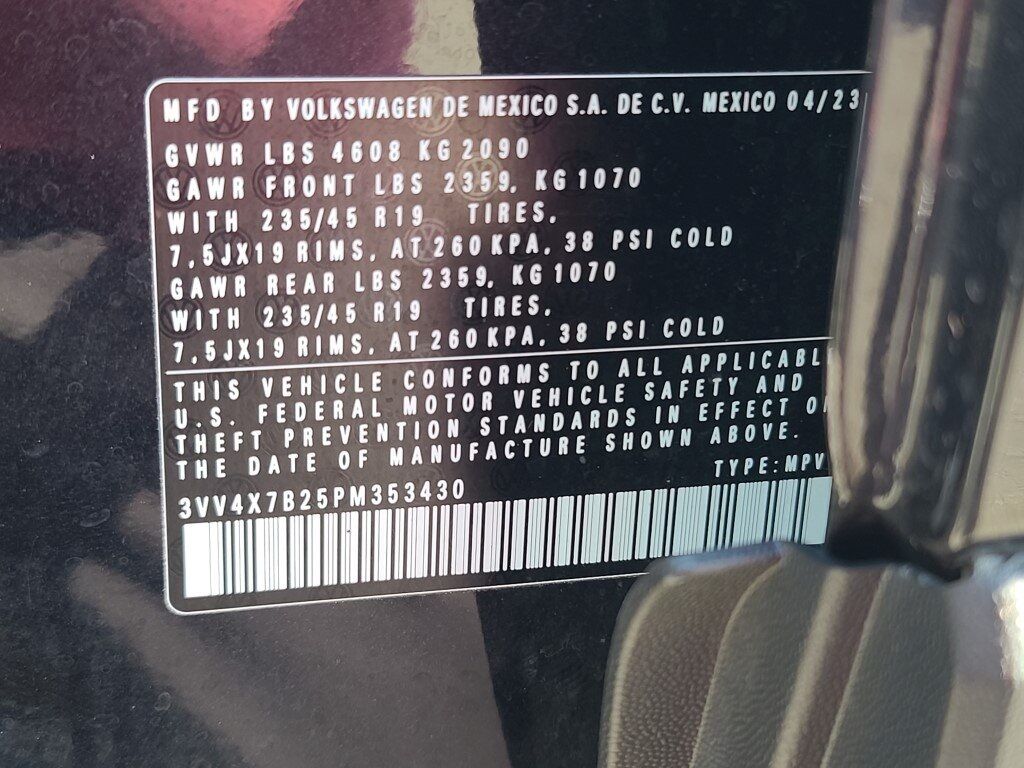 MFD BY VOLKSWAGEN DE MEXICO S.A. DE C.V. MEXICO 04/23
GVWR LBS 4608 KG 2090
GAWR FRONT LBS 2359, KG 1070
WITH 235/45 R19 TIRES,
7,5JX19 RIMS, AT 260 KPA, 38 PSI COLD
GAWR REAR LBS 2359, KG 1070
WITH 235/45 R19 TIRES,
7,5JX19 RIMS, AT 260 KPA, 38 PSI COLD
THIS VEHICLE CONFORMS TO ALL APPLICABL
U.S. FEDERAL MOTOR VEHICLE SAFETY AND
THEFT PREVENTION STANDARDS IN EFFECT O
THE DATE OF MANUFACTURE SHOWN ABOVE.
TYPE:MPV
3VV4X7B25PM353430